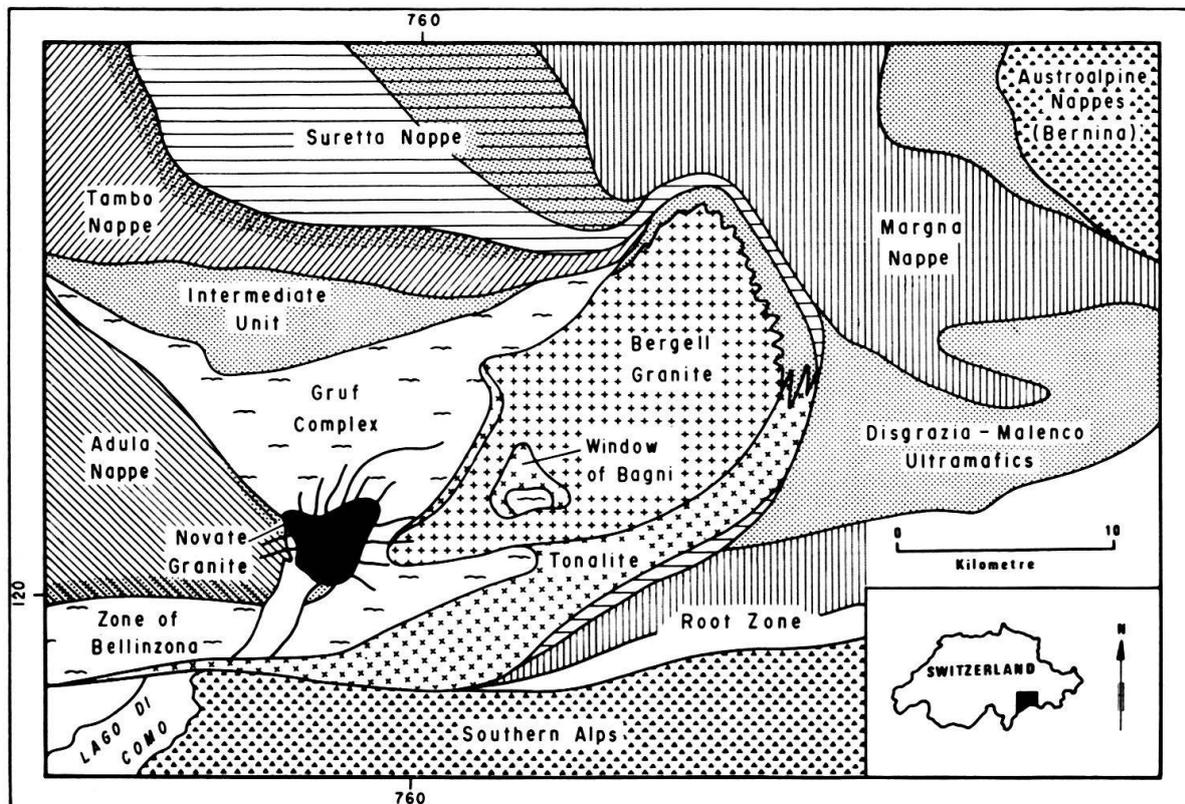 760
Austroalpine
Nappes
(Bernina)
Suretta Nappe
Tambo
Nappe
Margna
Nappe
Intermediate
Unit
Bergell
Granite
Gruf
Complex
Adula
Nappe
Window
of Bagni
Disgrazia-Malenco
Ultramafics
Novate
Granite
0 10
Kilometre
Tonalite
120
Zone of
Bellinzona
Root Zone
N
SWITZERLAND
LAGO DI
COMO
Southern Alps
760